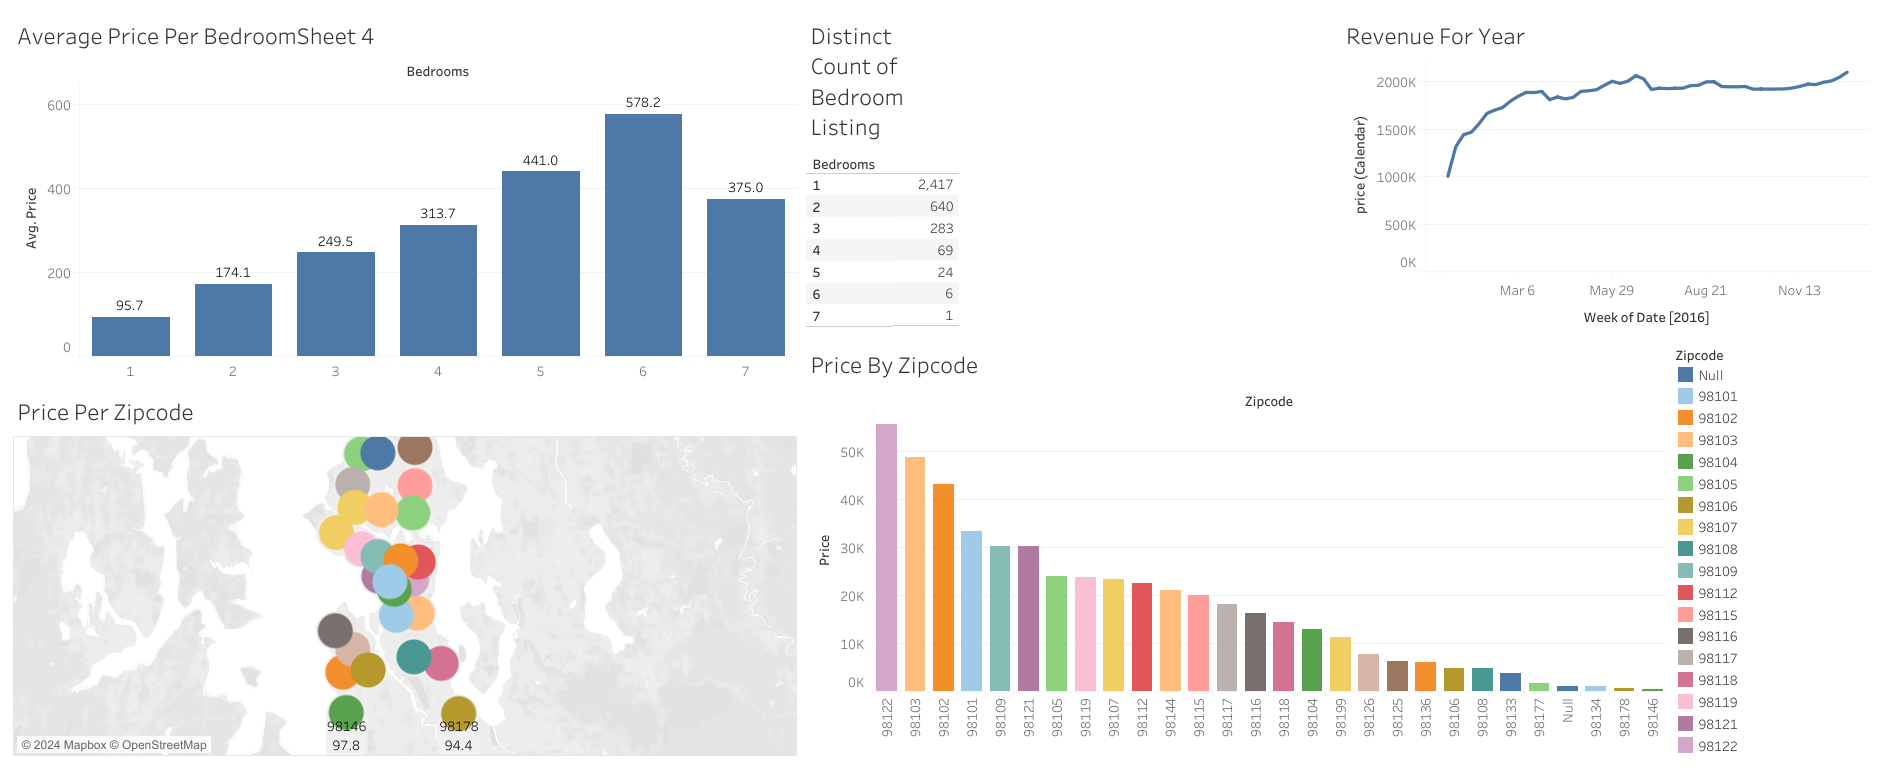 Average Price Per BedroomSheet 4
Bedrooms
Avg. Price
600
400
200
0
95.7
174.1
249.5
313.7
441.0
578.2
375.0
1 2 3 4 5 6 7
Distinct
Count of
Bedroom
Listing
Bedrooms
1 2,417
2 640
3 283
4 69
5 24
6 6
7 1
Revenue For Year
price (Calendar)
2000K
1500K
1000K
500K
0K
Mar 6 May 29 Aug 21 Nov 13
Week of Date [2016]
Price Per Zipcode
98146
97.8
98178
94.4
© 2024 Mapbox © OpenStreetMap
Price By Zipcode
Zipcode
Price
50K
40K
30K
20K
10K
0K
98122
98103
98102
98101
98109
98121
98105
98119
98107
98112
98144
98115
98117
98116
98118
98104
98199
98126
98125
98136
98106
98108
98133
98177
Null
98134
98178
98146
Zipcode
Null
98101
98102
98103
98104
98105
98106
98107
98108
98109
98112
98115
98116
98117
98118
98119
98121
98122